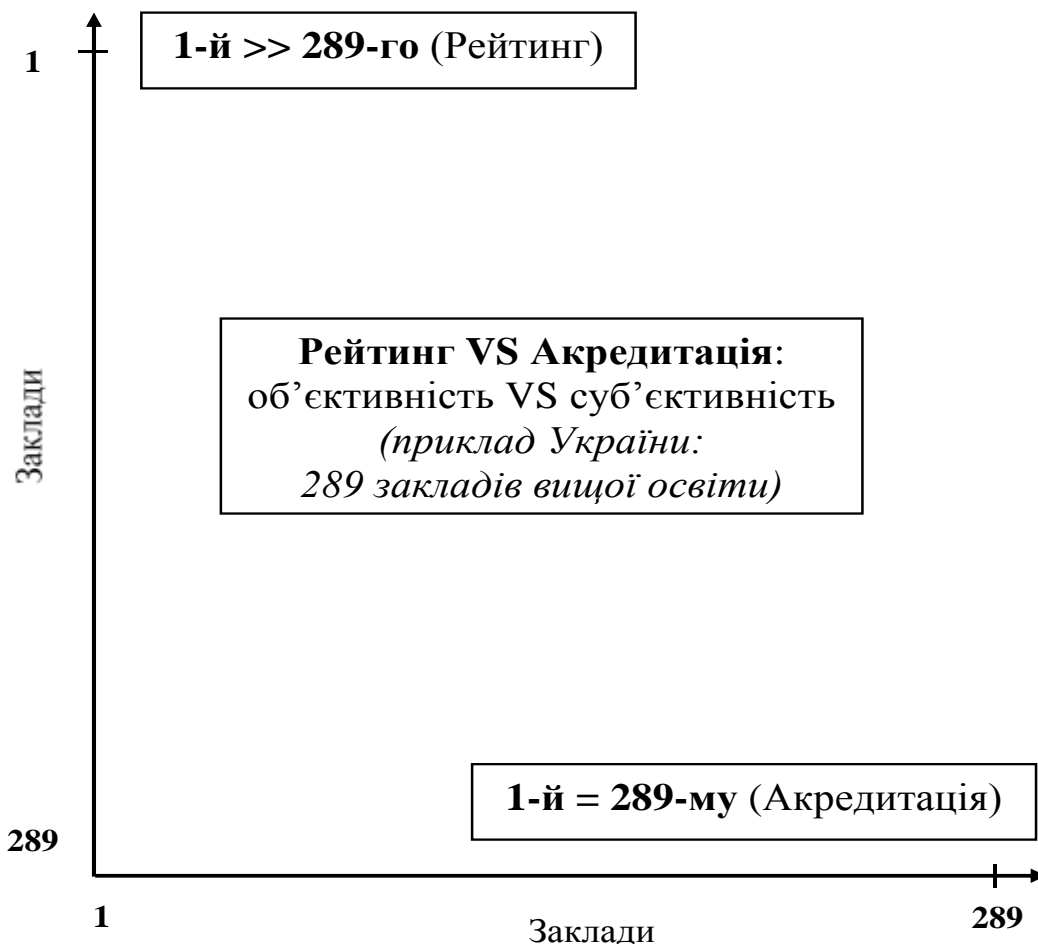 1-й >> 289-го (Рейтинг)
1
Рейтинг VS Акредитація:
об’єктивність VS суб’єктивність
(приклад України:
289 закладів вищої освіти)
Заклади
1-й = 289-му (Акредитація)
289
1
Заклади
289